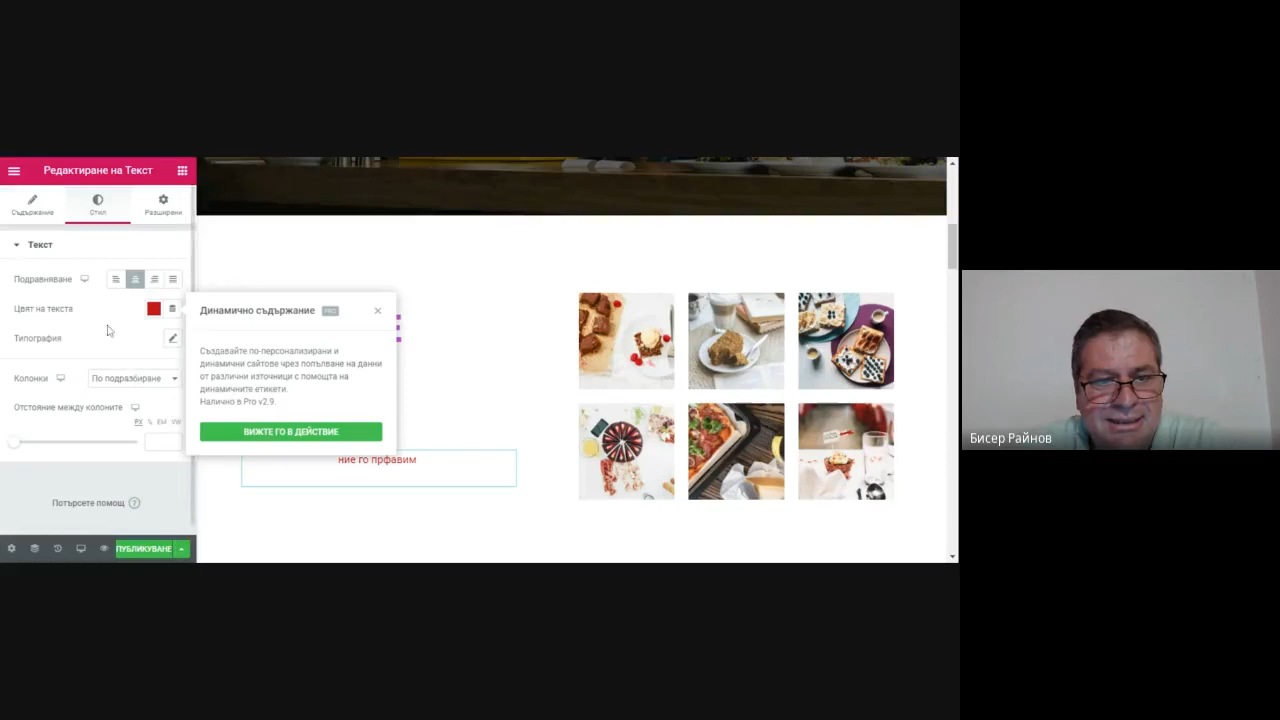 Редактиране на Текст
Съдържание
Стил
Разширени
Текст
Подравняване
Цвят на текста
Типография
Колонки
По подразбиране
Отстояние между колоните
PX % EM VW
Потърсете помощ ?
ПУБЛИКУВАНЕ
Динамично съдържание PRO
Създавайте по-персонализирани и
динамични сайтове чрез попълване на данни
от различни източници с помощта на
динамичните етикети.
Налично в Pro v2.9.
ВИЖТЕ ГО В ДЕЙСТВИЕ
ние го прфавим
Бисер Райнов